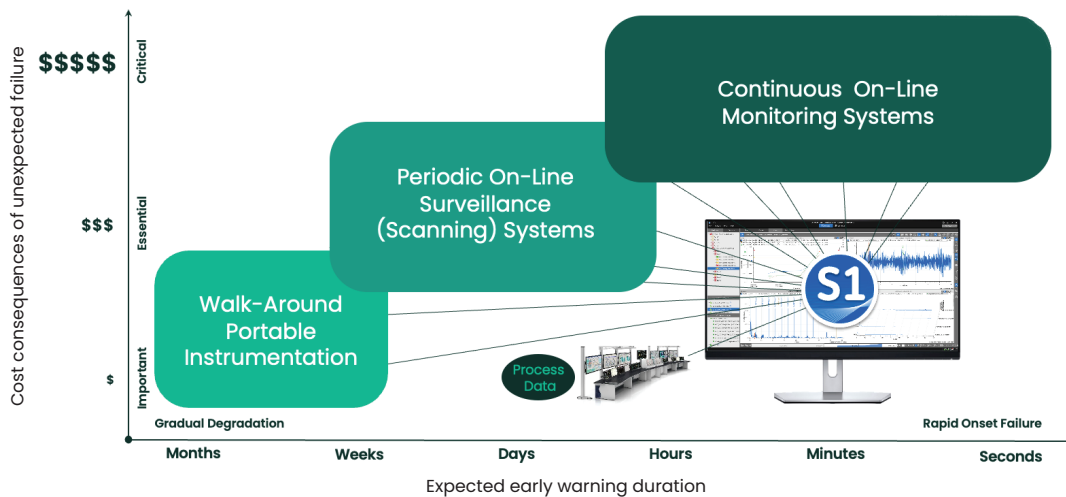 Cost consequences of unexpected failure
$$$$$
Critical
$$$
Essential
$
Important
Continuous On-Line
Monitoring Systems
Periodic On-Line
Surveillance
(Scanning) Systems
Walk-Around
Portable
Instrumentation
S1
Process
Data
Gradual Degradation
Rapid Onset Failure
Months
Weeks
Days
Hours
Minutes
Seconds
Expected early warning duration